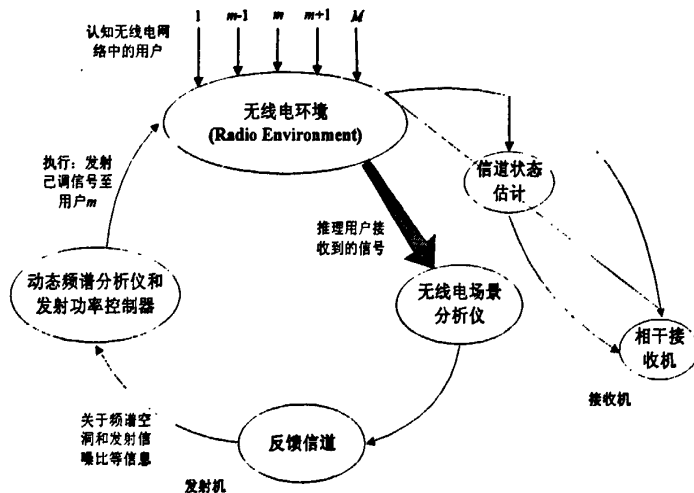 认知无线电网
络中的用户
1 m-1 m m+1 M
无线电环境
(Radio Environment)
执行：发射
己调信号至
用户m
信道状态
估计
推理用户接
收到的信号
动态频谱分析仪和
发射功率控制器
无线电场景
分析仪
相干接
收机
接收机
关于频谱空
洞和发射信
噪比等信息
反馈信道
发射机